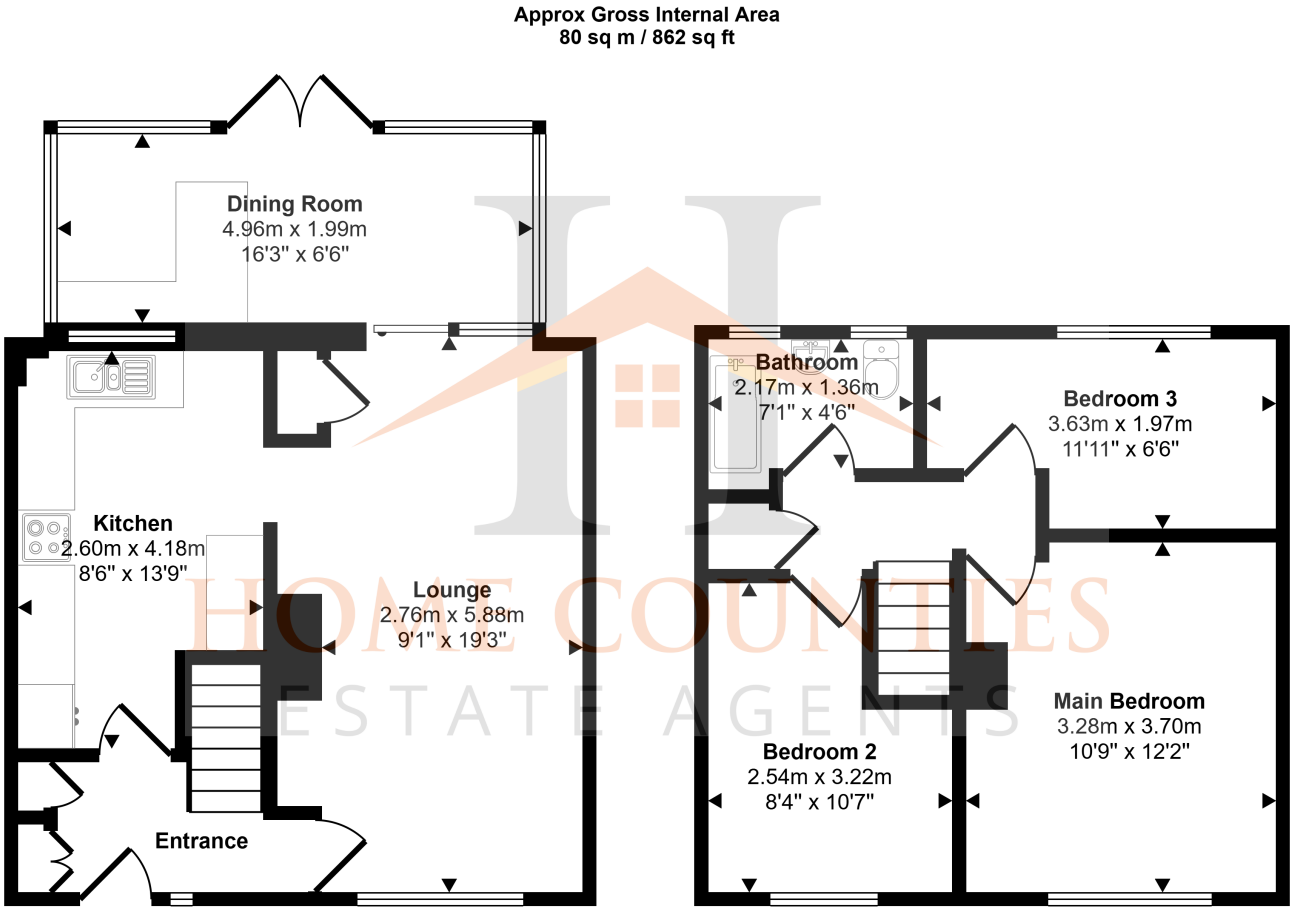 Approx Gross Internal Area
80 sq m / 862 sq ft
Dining Room
4.96m x 1.99m
16'3" x 6'6"
Kitchen
2.60m x 4.18m
8'6" x 13'9"
Lounge
2.76m x 5.88m
9'1" x 19'3"
Entrance
Bathroom
2.17m x 1.36m
7'1" x 4'6"
Bedroom 3
3.63m x 1.97m
11'11" x 6'6"
Main Bedroom
3.28m x 3.70m
10'9" x 12'2"
Bedroom 2
2.54m x 3.22m
8'4" x 10'7"
H
HOME COUNTIES
ESTATE AGENTS